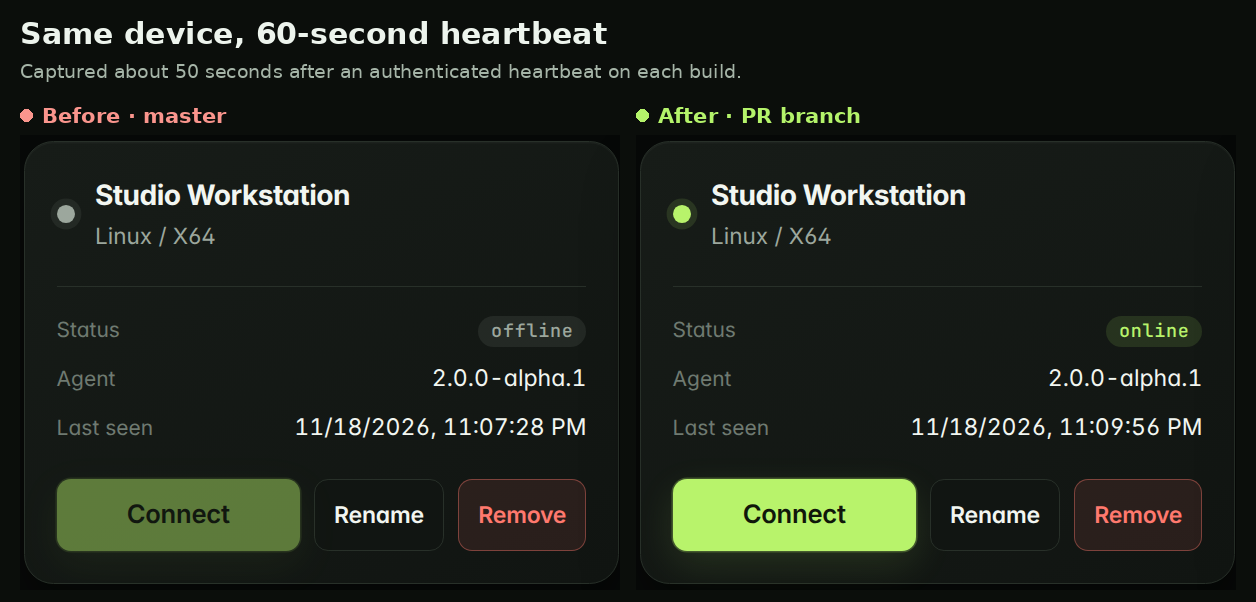 Same device, 60-second heartbeat
Captured about 50 seconds after an authenticated heartbeat on each build.
Before · master
Studio Workstation
Linux / X64
Status offline
Agent 2.0.0-alpha.1
Last seen 11/18/2026, 11:07:28 PM
Connect Rename Remove
After · PR branch
Studio Workstation
Linux / X64
Status online
Agent 2.0.0-alpha.1
Last seen 11/18/2026, 11:09:56 PM
Connect Rename Remove